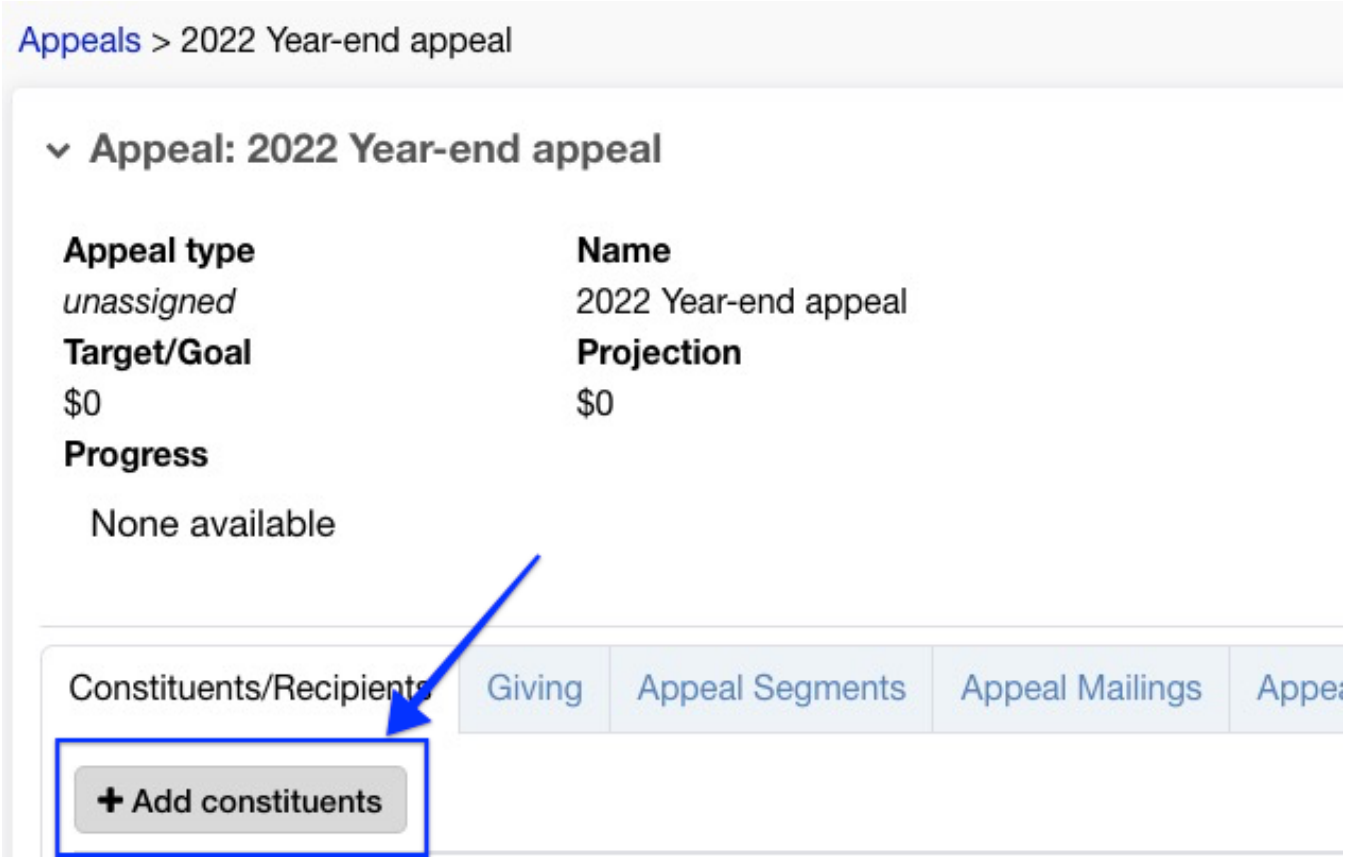 Appeals > 2022 Year-end appeal
Appeal: 2022 Year-end appeal
Appeal type
unassigned
Name
2022 Year-end appeal
Target/Goal
$0
Projection
$0
Progress
None available
Constituents/Recipients Giving Appeal Segments Appeal Mailings
+ Add constituents